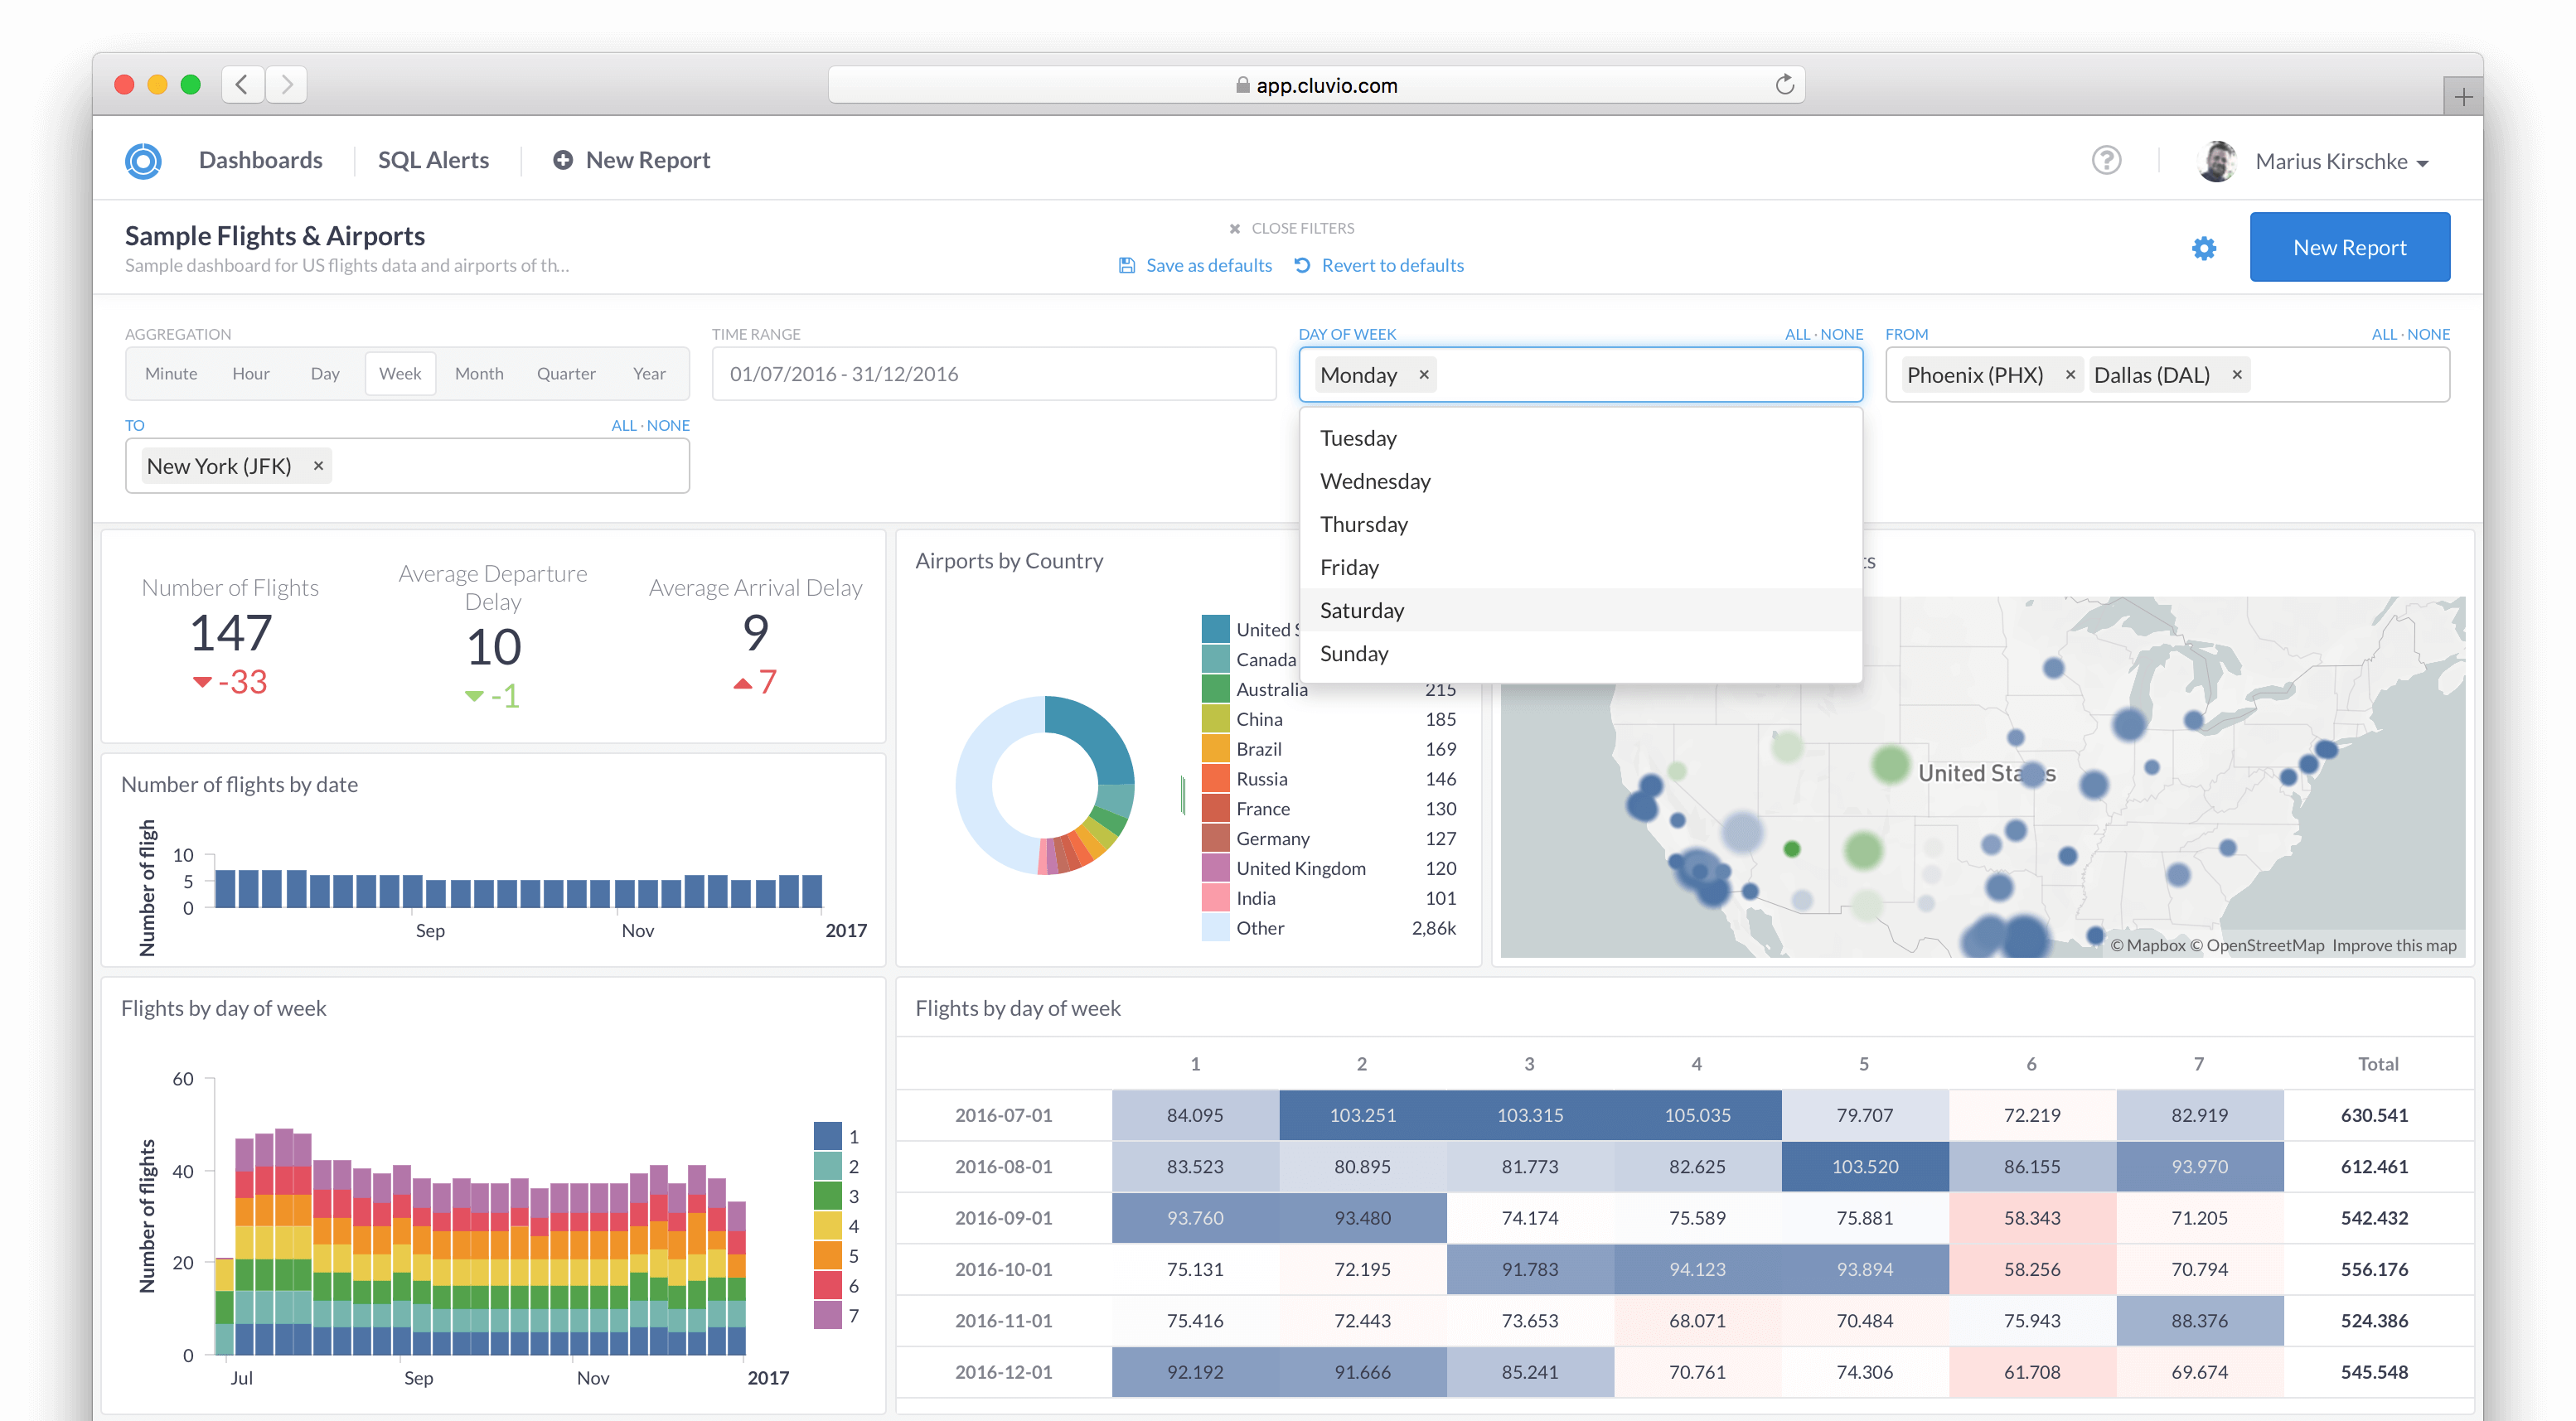 app.cluvio.com
Dashboards
SQL Alerts
New Report
Marius Kirschke
Sample Flights & Airports
Sample dashboard for US flights data and airports of th...
CLOSE FILTERS
Save as defaults
Revert to defaults
New Report
AGGREGATION
Minute Hour Day Week Month Quarter Year
TIME RANGE
01/07/2016 - 31/12/2016
DAY OF WEEK
ALL · NONE
Monday ×
Tuesday
Wednesday
Thursday
Friday
Saturday
Sunday
FROM
ALL · NONE
Phoenix (PHX) × Dallas (DAL) ×
TO
ALL · NONE
New York (JFK) ×
Number of Flights
147
-33
Average Departure
Delay
10
-1
Average Arrival Delay
9
7
Number of flights by date
Number of fligh
10
5
0
Sep Nov 2017
Airports by Country
United S
Canada
Australia 215
China 185
Brazil 169
Russia 146
France 130
Germany 127
United Kingdom 120
India 101
Other 2,86k
ts
United States
© Mapbox © OpenStreetMap Improve this map
Flights by day of week
Number of flights
60
40
20
0
Jul Sep Nov 2017
1
2
3
4
5
6
7
Flights by day of week
1 2 3 4 5 6 7 Total
2016-07-01 84.095 103.251 103.315 105.035 79.707 72.219 82.919 630.541
2016-08-01 83.523 80.895 81.773 82.625 103.520 86.155 93.970 612.461
2016-09-01 93.760 93.480 74.174 75.589 75.881 58.343 71.205 542.432
2016-10-01 75.131 72.195 91.783 94.123 93.894 58.256 70.794 556.176
2016-11-01 75.416 72.443 73.653 68.071 70.484 75.943 88.376 524.386
2016-12-01 92.192 91.666 85.241 70.761 74.306 61.708 69.674 545.548